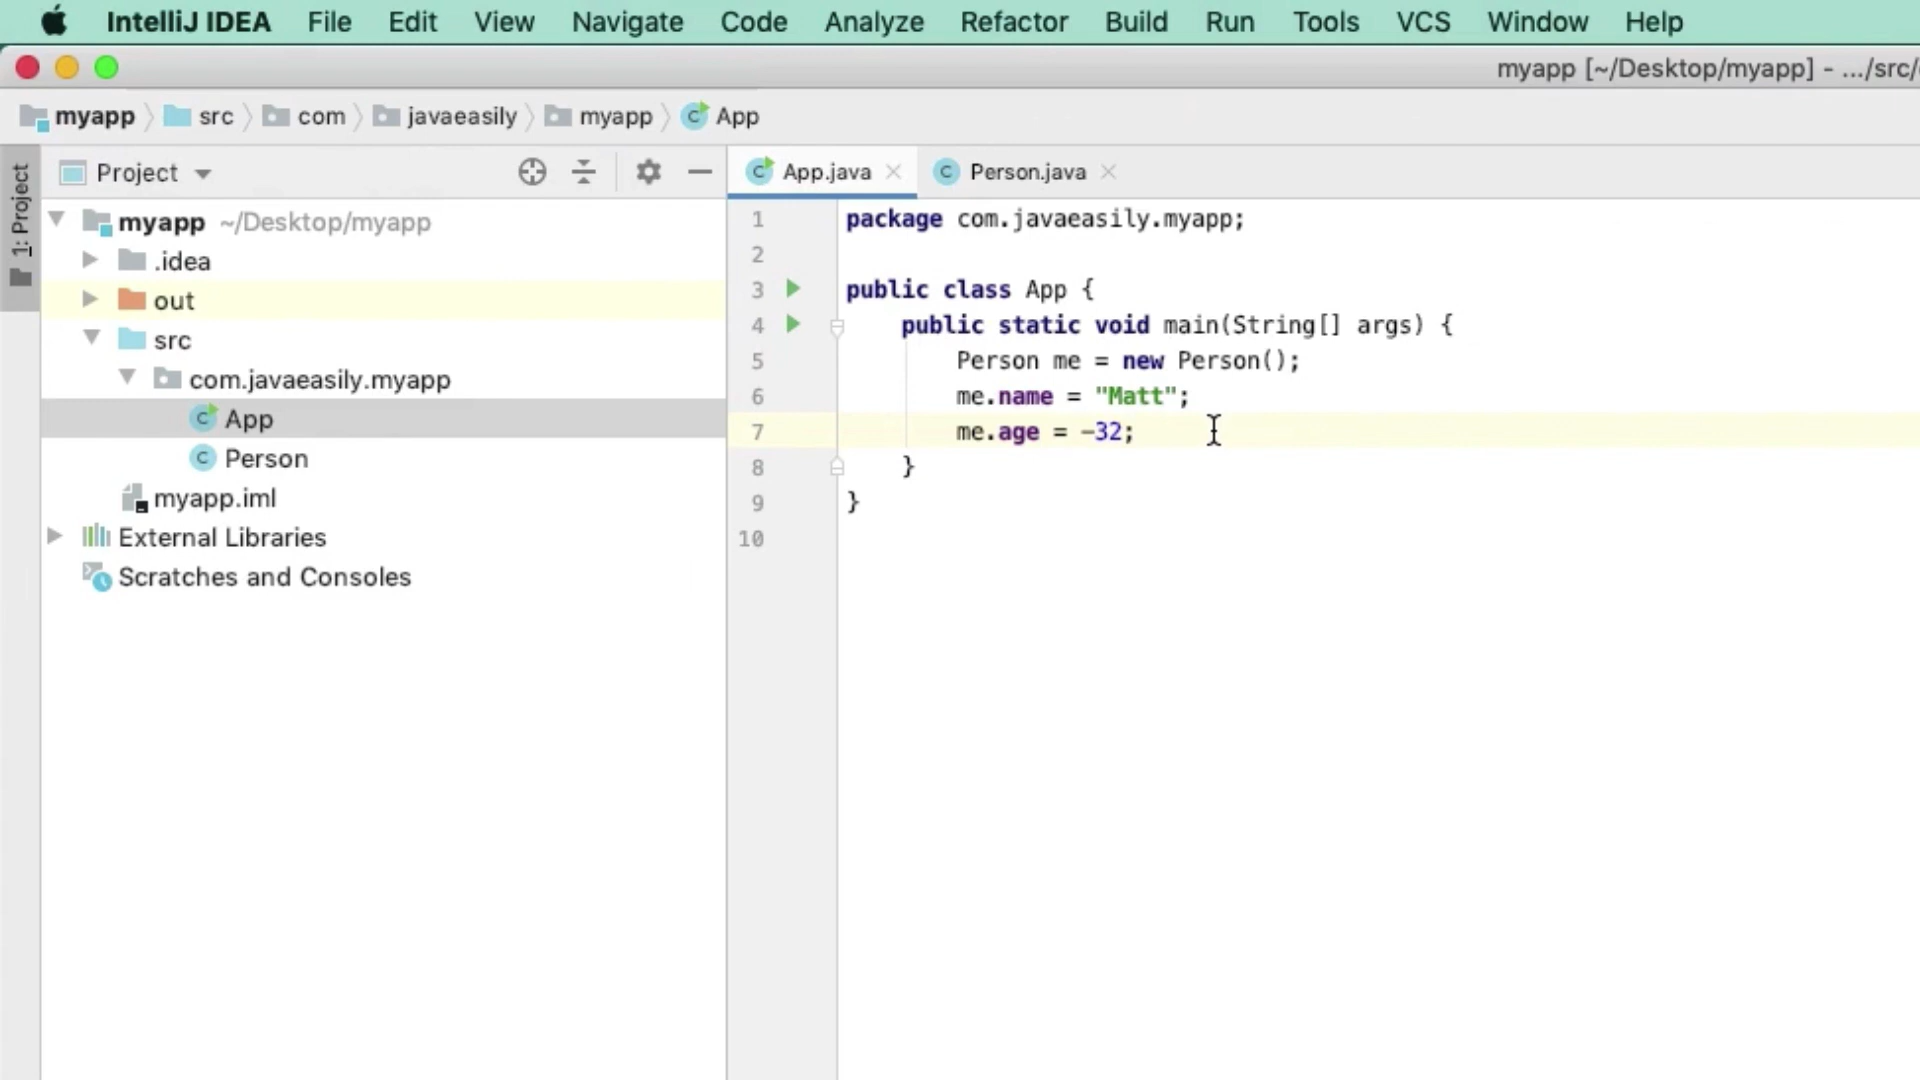 IntelliJ IDEA File Edit View Navigate Code Analyze Refactor Build Run Tools VCS Window Help
myapp [~/Desktop/myapp] - .../src/
myapp src com javaeasily myapp App
1: Project
Project
App.java Person.java
myapp ~/Desktop/myapp
.idea
out
src
com.javaeasily.myapp
App
Person
myapp.iml
External Libraries
Scratches and Consoles
1 package com.javaeasily.myapp;
2
3 public class App {
4 public static void main(String[] args) {
5 Person me = new Person();
6 me.name = "Matt";
7 me.age = -32;
8 }
9 }
10